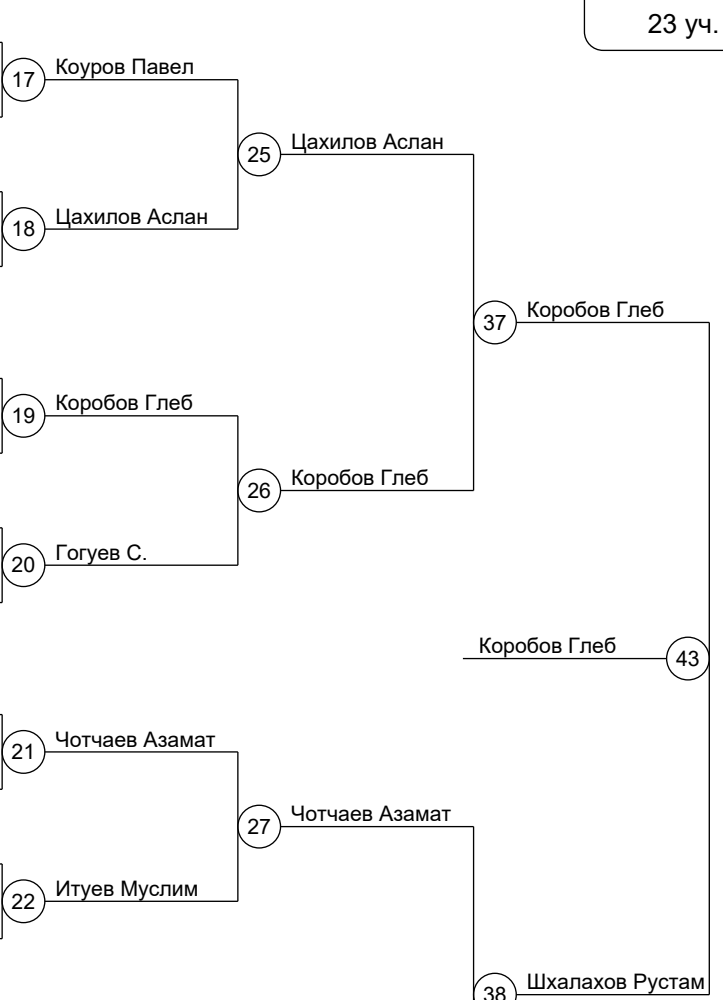 23 уч.
17 Коуров Павел
25 Цахилов Аслан
18 Цахилов Аслан
37 Коробов Глеб
19 Коробов Глеб
26 Коробов Глеб
20 Гогуев С.
Коробов Глеб 43
21 Чотчаев Азамат
27 Чотчаев Азамат
22 Итуев Муслим
38 Шхалахов Рустам